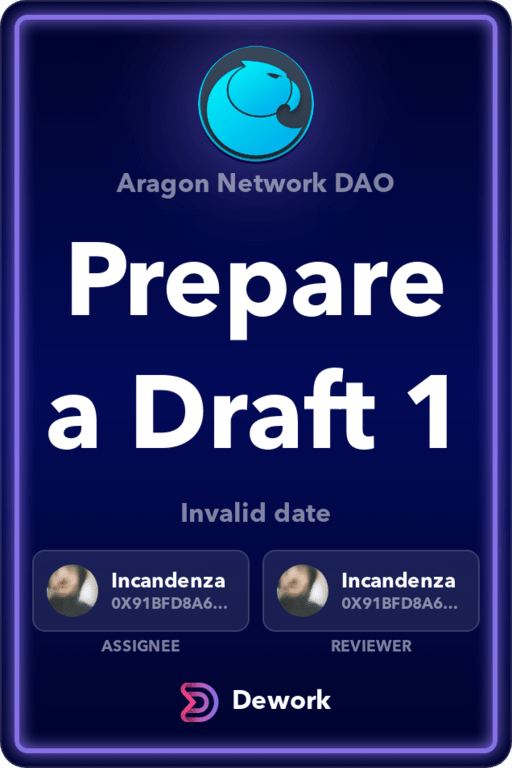 Aragon Network DAO
Prepare
a Draft 1
Invalid date
Incandenza
0X91BFD8A6...
ASSIGNEE
Incandenza
0X91BFD8A6...
REVIEWER
Dework